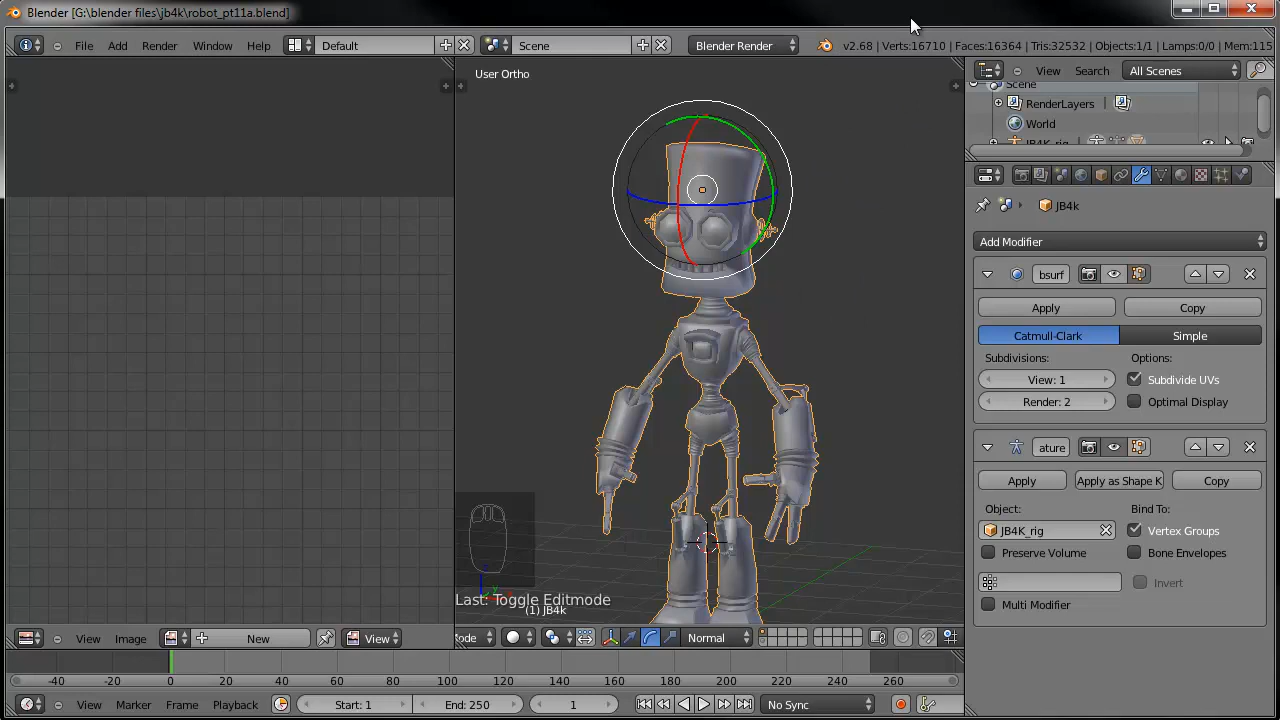 Blender [G:\blender files\jb4k\robot_pt11a.blend]
File Add Render Window Help Default Scene Blender Render v2.68 | Verts:16710 | Faces:16364 | Tris:32532 | Objects:1/1 | Lamps:0/0 | Mem:115
User Ortho
View Search All Scenes
Scene
RenderLayers
World
JB4K_rig
JB4k
Add Modifier
bsurf
Apply Copy
Catmull-Clark Simple
Subdivisions: Options:
View: 1 Subdivide UVs
Render: 2 Optimal Display
ature
Apply Apply as Shape K Copy
Object: Bind To:
JB4K_rig Vertex Groups
Preserve Volume Bone Envelopes
Invert
Multi Modifier
Last: Toggle Editmode
(1) JB4k
View Image New View ode Normal
-40 -20 0 20 40 60 80 100 120 140 160 180 200 220 240 260
View Marker Frame Playback Start: 1 End: 250 1 No Sync